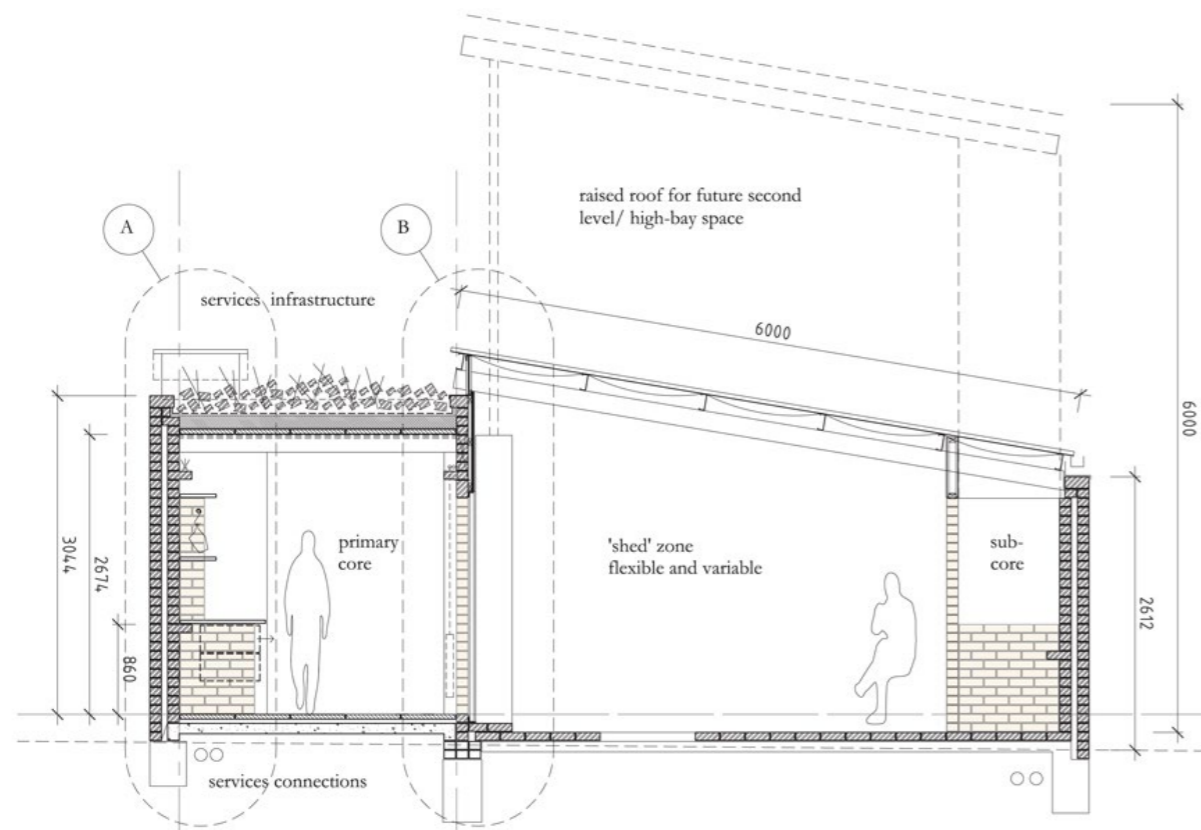 raised roof for future second
level/ high-bay space
A
B
services infrastructure
6000
6000
primary
core
'shed' zone
flexible and variable
sub-
core
3044
2674
860
2612
services connections